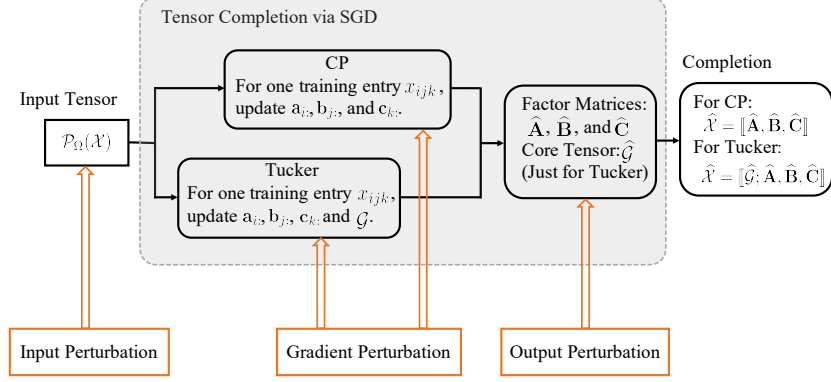 Tensor Completion via SGD
Input Tensor
𝒫_Ω(𝒳)
CP
For one training entry x_{ijk},
update a_{i:}, b_{j:}, and c_{k:}.
Tucker
For one training entry x_{ijk},
update a_{i:}, b_{j:}, c_{k:} and 𝒢.
Factor Matrices:
Â, B̂, and Ĉ
Core Tensor: 𝒢̂
(Just for Tucker)
Completion
For CP:
𝒳̂ = ⟦Â, B̂, Ĉ⟧
For Tucker:
𝒳̂ = ⟦𝒢̂; Â, B̂, Ĉ⟧
Input Perturbation
Gradient Perturbation
Output Perturbation